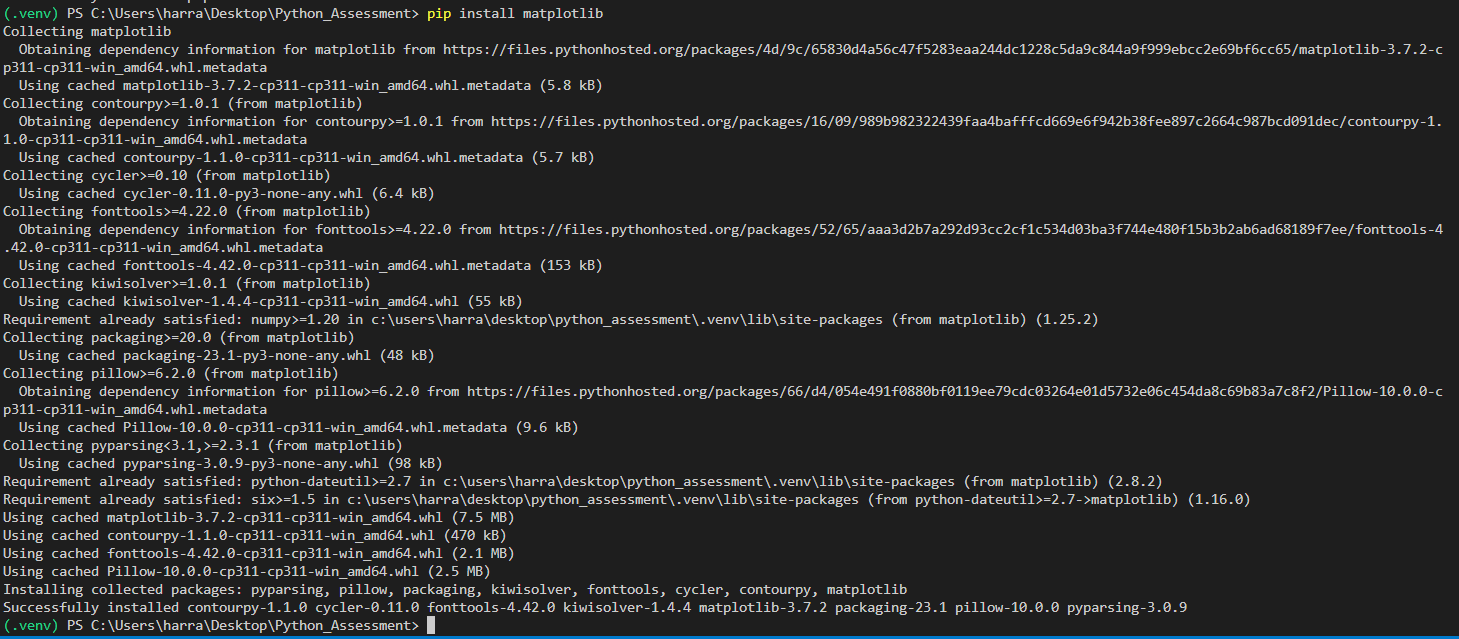 (.venv) PS C:\Users\harra\Desktop\Python_Assessment> pip install matplotlib
Collecting matplotlib
  Obtaining dependency information for matplotlib from https://files.pythonhosted.org/packages/4d/9c/65830d4a56c47f5283eaa244dc1228c5da9c844a9f999ebcc2e69bf6cc65/matplotlib-3.7.2-c
p311-cp311-win_amd64.whl.metadata
  Using cached matplotlib-3.7.2-cp311-cp311-win_amd64.whl.metadata (5.8 kB)
Collecting contourpy>=1.0.1 (from matplotlib)
  Obtaining dependency information for contourpy>=1.0.1 from https://files.pythonhosted.org/packages/16/09/989b982322439faa4bafffcd669e6f942b38fee897c2664c987bcd091dec/contourpy-1.
1.0-cp311-cp311-win_amd64.whl.metadata
  Using cached contourpy-1.1.0-cp311-cp311-win_amd64.whl.metadata (5.7 kB)
Collecting cycler>=0.10 (from matplotlib)
  Using cached cycler-0.11.0-py3-none-any.whl (6.4 kB)
Collecting fonttools>=4.22.0 (from matplotlib)
  Obtaining dependency information for fonttools>=4.22.0 from https://files.pythonhosted.org/packages/52/65/aaa3d2b7a292d93cc2cf1c534d03ba3f744e480f15b3b2ab6ad68189f7ee/fonttools-4
.42.0-cp311-cp311-win_amd64.whl.metadata
  Using cached fonttools-4.42.0-cp311-cp311-win_amd64.whl.metadata (153 kB)
Collecting kiwisolver>=1.0.1 (from matplotlib)
  Using cached kiwisolver-1.4.4-cp311-cp311-win_amd64.whl (55 kB)
Requirement already satisfied: numpy>=1.20 in c:\users\harra\desktop\python_assessment\.venv\lib\site-packages (from matplotlib) (1.25.2)
Collecting packaging>=20.0 (from matplotlib)
  Using cached packaging-23.1-py3-none-any.whl (48 kB)
Collecting pillow>=6.2.0 (from matplotlib)
  Obtaining dependency information for pillow>=6.2.0 from https://files.pythonhosted.org/packages/66/d4/054e491f0880bf0119ee79cdc03264e01d5732e06c454da8c69b83a7c8f2/Pillow-10.0.0-c
p311-cp311-win_amd64.whl.metadata
  Using cached Pillow-10.0.0-cp311-cp311-win_amd64.whl.metadata (9.6 kB)
Collecting pyparsing<3.1,>=2.3.1 (from matplotlib)
  Using cached pyparsing-3.0.9-py3-none-any.whl (98 kB)
Requirement already satisfied: python-dateutil>=2.7 in c:\users\harra\desktop\python_assessment\.venv\lib\site-packages (from matplotlib) (2.8.2)
Requirement already satisfied: six>=1.5 in c:\users\harra\desktop\python_assessment\.venv\lib\site-packages (from python-dateutil>=2.7->matplotlib) (1.16.0)
Using cached matplotlib-3.7.2-cp311-cp311-win_amd64.whl (7.5 MB)
Using cached contourpy-1.1.0-cp311-cp311-win_amd64.whl (470 kB)
Using cached fonttools-4.42.0-cp311-cp311-win_amd64.whl (2.1 MB)
Using cached Pillow-10.0.0-cp311-cp311-win_amd64.whl (2.5 MB)
Installing collected packages: pyparsing, pillow, packaging, kiwisolver, fonttools, cycler, contourpy, matplotlib
Successfully installed contourpy-1.1.0 cycler-0.11.0 fonttools-4.42.0 kiwisolver-1.4.4 matplotlib-3.7.2 packaging-23.1 pillow-10.0.0 pyparsing-3.0.9
(.venv) PS C:\Users\harra\Desktop\Python_Assessment>